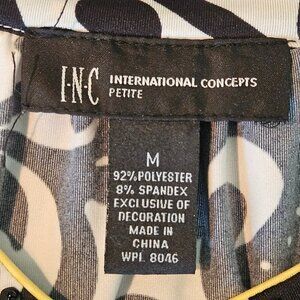 I·N·C INTERNATIONAL CONCEPTS
PETITE
M
92% POLYESTER
8% SPANDEX
EXCLUSIVE OF
DECORATION
MADE IN
CHINA
WPL 8046